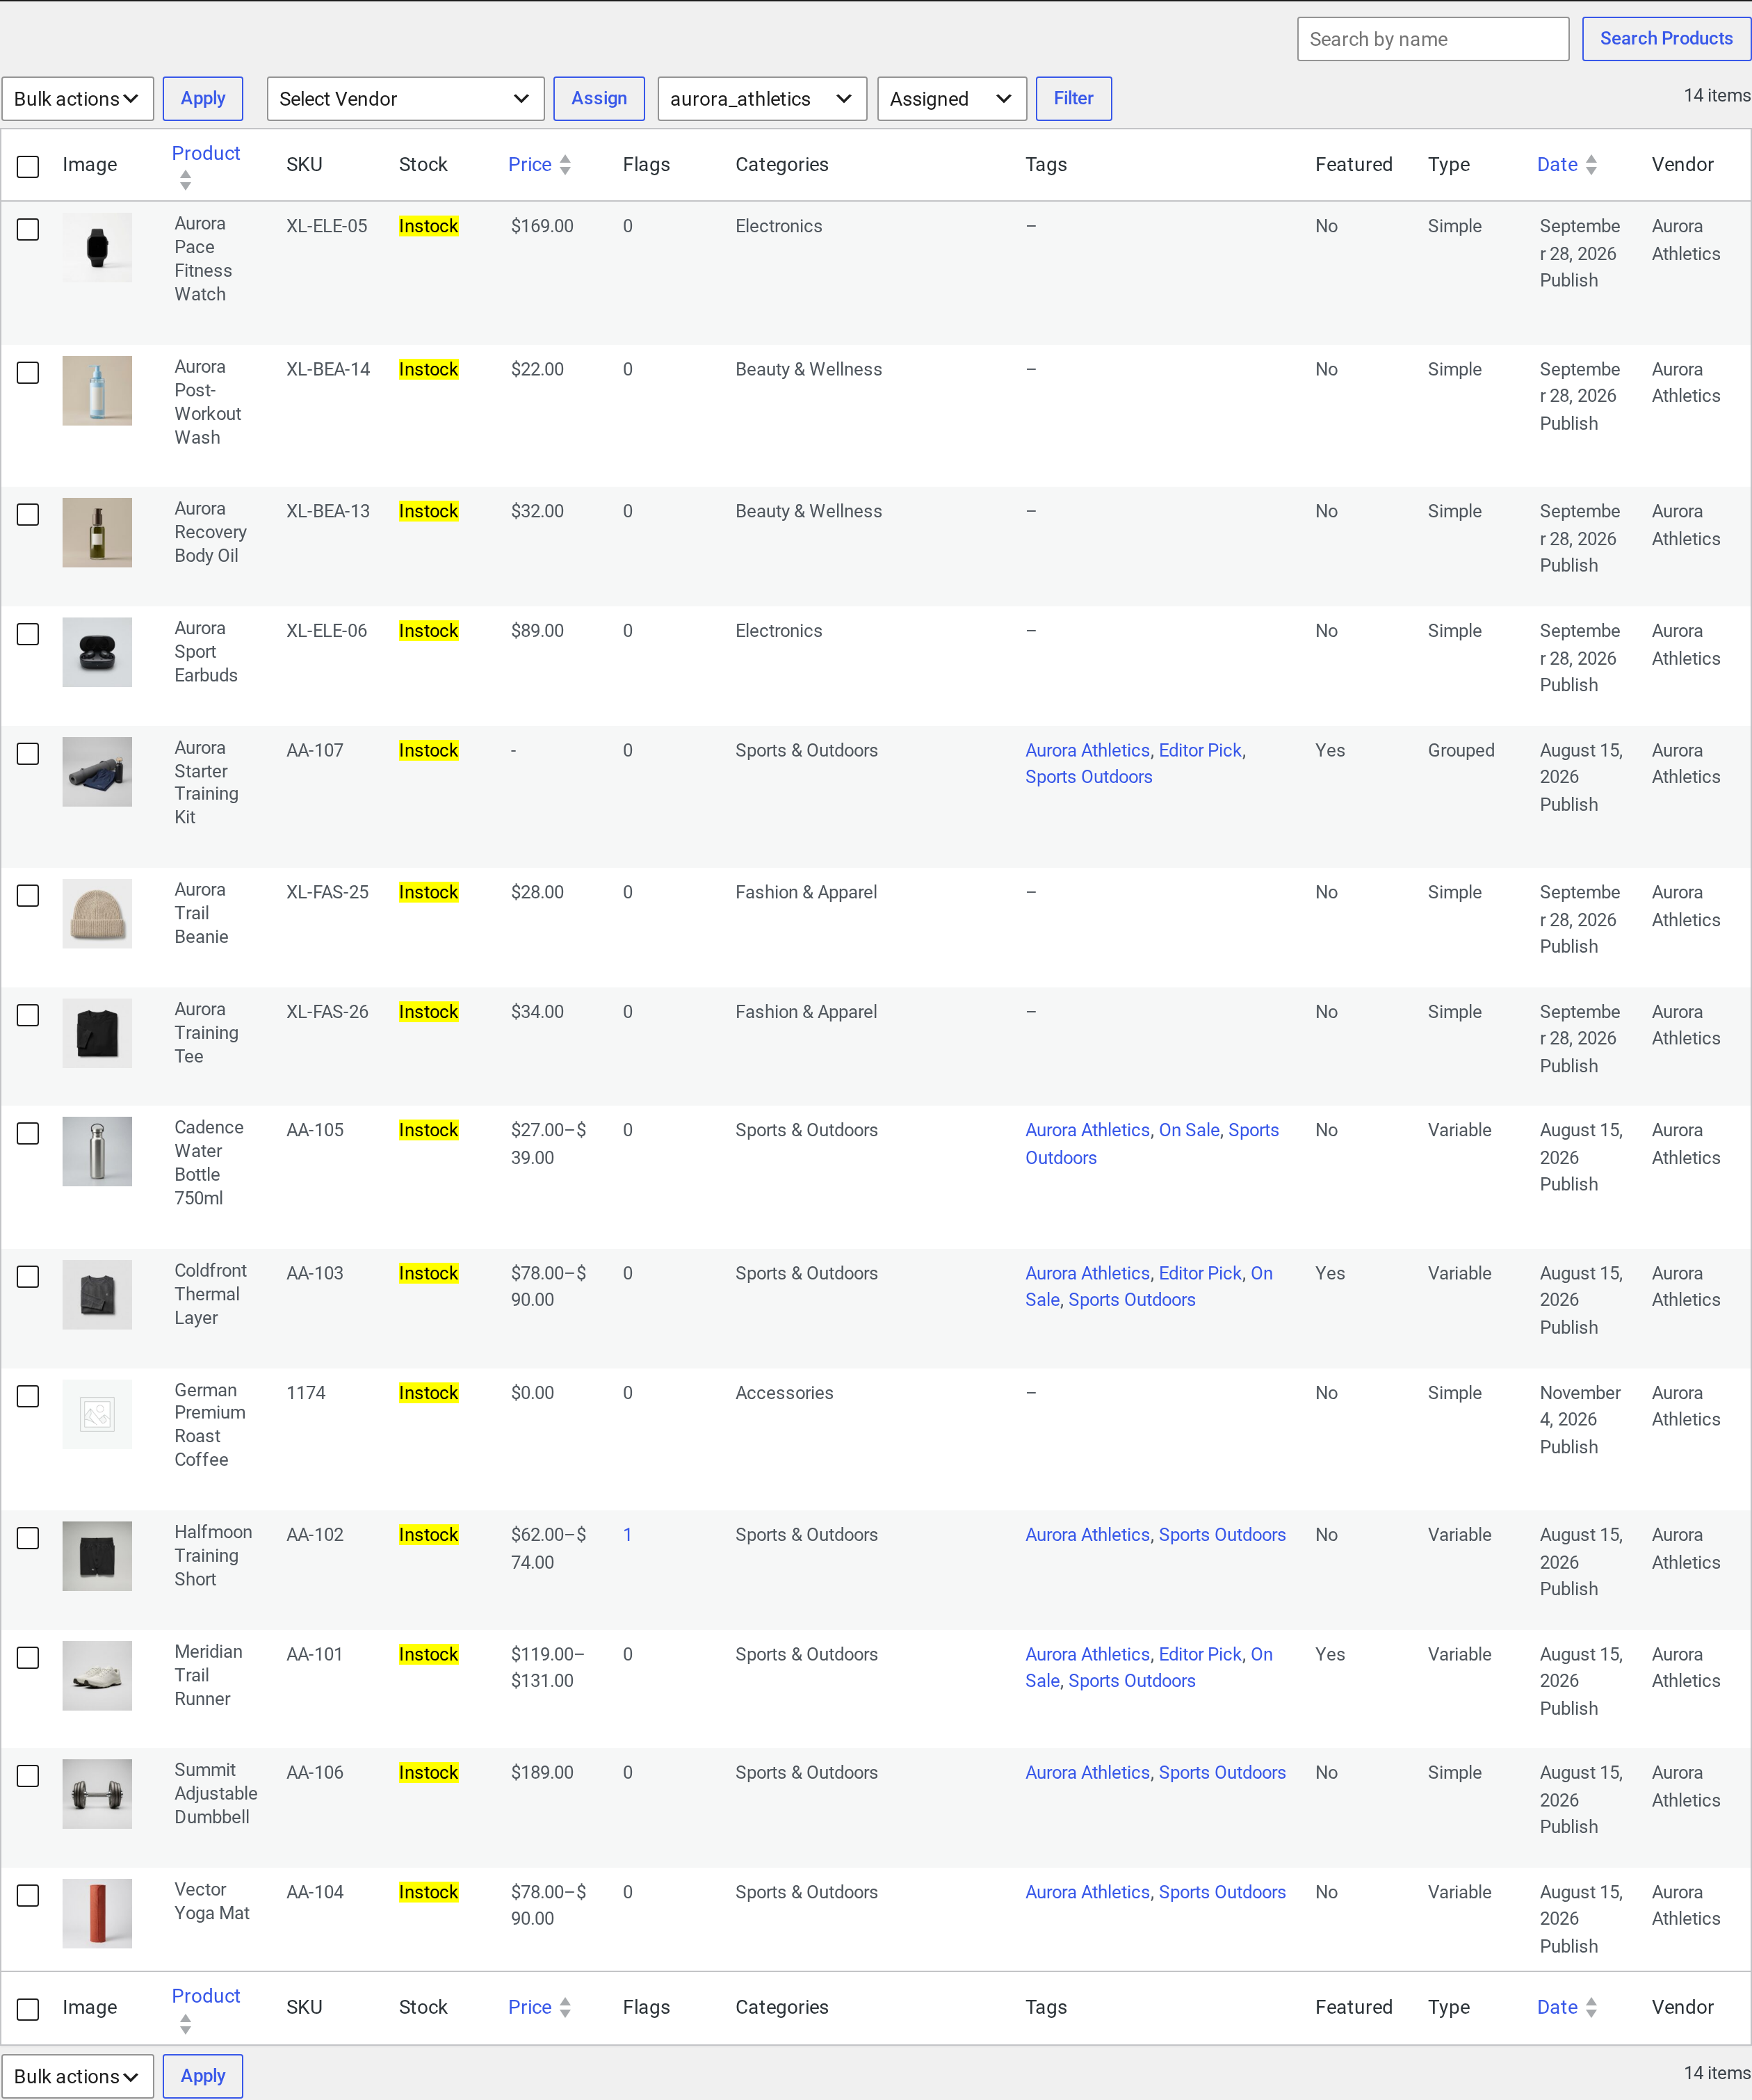 Search by name Search Products
Bulk actions Apply Select Vendor Assign aurora_athletics Assigned Filter 14 items
Image Product SKU Stock Price Flags Categories Tags Featured Type Date Vendor
Aurora Pace Fitness Watch XL-ELE-05 Instock $169.00 0 Electronics – No Simple September 28, 2026 Publish Aurora Athletics
Aurora Post-Workout Wash XL-BEA-14 Instock $22.00 0 Beauty & Wellness – No Simple September 28, 2026 Publish Aurora Athletics
Aurora Recovery Body Oil XL-BEA-13 Instock $32.00 0 Beauty & Wellness – No Simple September 28, 2026 Publish Aurora Athletics
Aurora Sport Earbuds XL-ELE-06 Instock $89.00 0 Electronics – No Simple September 28, 2026 Publish Aurora Athletics
Aurora Starter Training Kit AA-107 Instock - 0 Sports & Outdoors Aurora Athletics, Editor Pick, Sports Outdoors Yes Grouped August 15, 2026 Publish Aurora Athletics
Aurora Trail Beanie XL-FAS-25 Instock $28.00 0 Fashion & Apparel – No Simple September 28, 2026 Publish Aurora Athletics
Aurora Training Tee XL-FAS-26 Instock $34.00 0 Fashion & Apparel – No Simple September 28, 2026 Publish Aurora Athletics
Cadence Water Bottle 750ml AA-105 Instock $27.00–$39.00 0 Sports & Outdoors Aurora Athletics, On Sale, Sports Outdoors No Variable August 15, 2026 Publish Aurora Athletics
Coldfront Thermal Layer AA-103 Instock $78.00–$90.00 0 Sports & Outdoors Aurora Athletics, Editor Pick, On Sale, Sports Outdoors Yes Variable August 15, 2026 Publish Aurora Athletics
German Premium Roast Coffee 1174 Instock $0.00 0 Accessories – No Simple November 4, 2026 Publish Aurora Athletics
Halfmoon Training Short AA-102 Instock $62.00–$74.00 1 Sports & Outdoors Aurora Athletics, Sports Outdoors No Variable August 15, 2026 Publish Aurora Athletics
Meridian Trail Runner AA-101 Instock $119.00–$131.00 0 Sports & Outdoors Aurora Athletics, Editor Pick, On Sale, Sports Outdoors Yes Variable August 15, 2026 Publish Aurora Athletics
Summit Adjustable Dumbbell AA-106 Instock $189.00 0 Sports & Outdoors Aurora Athletics, Sports Outdoors No Simple August 15, 2026 Publish Aurora Athletics
Vector Yoga Mat AA-104 Instock $78.00–$90.00 0 Sports & Outdoors Aurora Athletics, Sports Outdoors No Variable August 15, 2026 Publish Aurora Athletics
Image Product SKU Stock Price Flags Categories Tags Featured Type Date Vendor
Bulk actions Apply 14 items